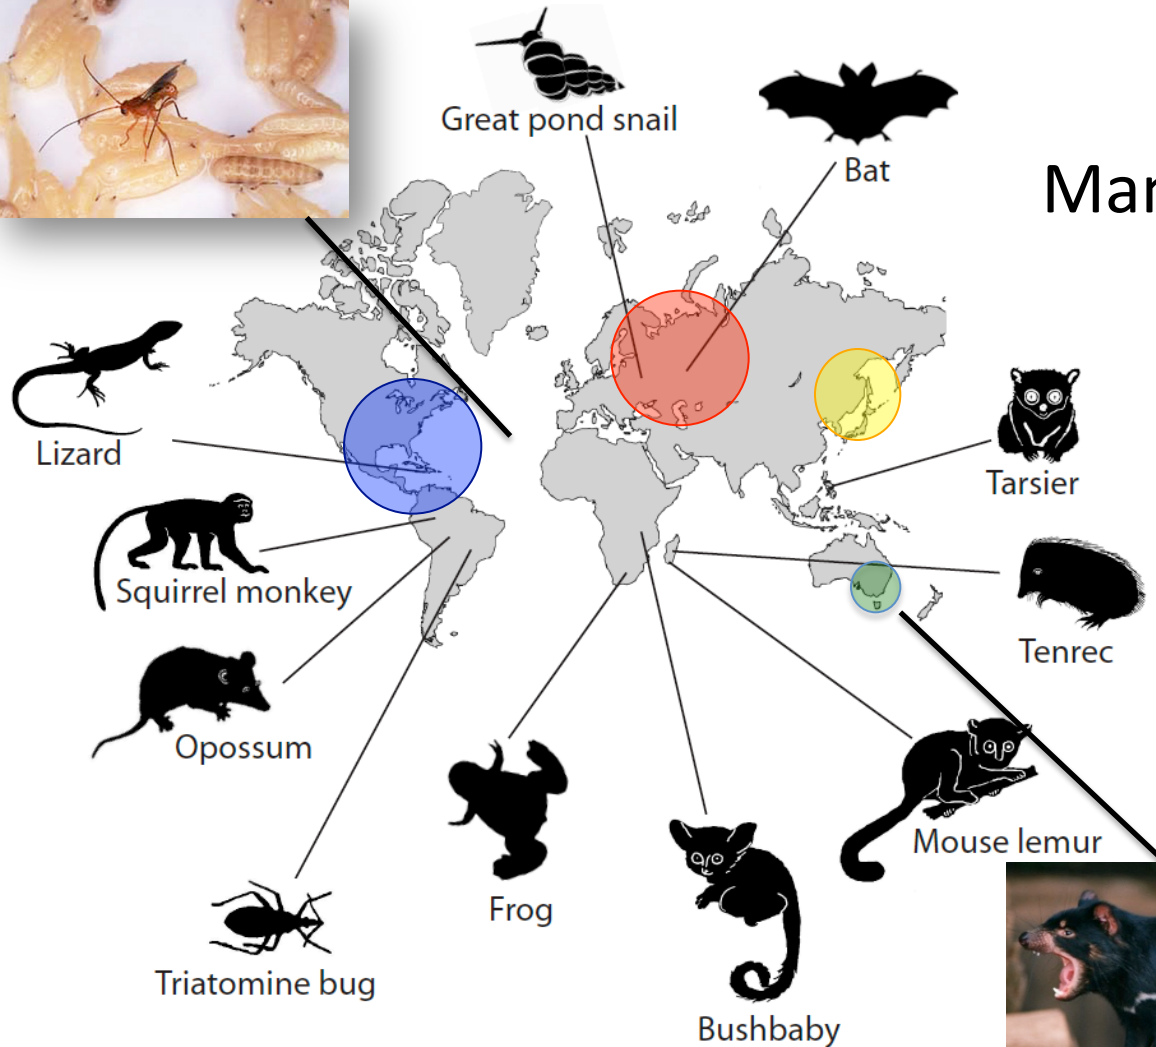 Great pond snail
Bat
Mar
Lizard
Tarsier
Squirrel monkey
Tenrec
Opossum
Mouse lemur
Frog
Triatomine bug
Bushbaby